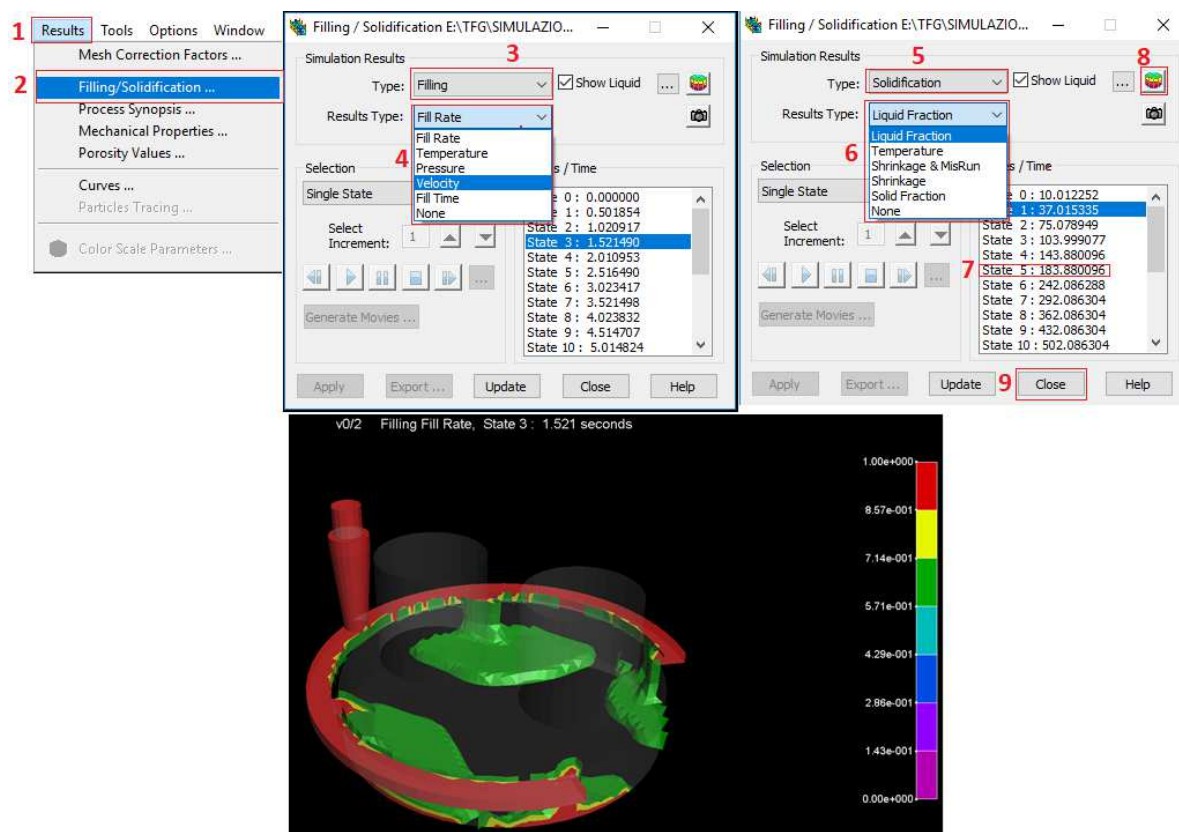 1
Results Tools Options Window
Mesh Correction Factors ...
2
Filling/Solidification ...
Process Synopsis ...
Mechanical Properties ...
Porosity Values ...
Curves ...
Particles Tracing ...
Color Scale Parameters ...
Filling / Solidification E:\TFG\SIMULAZIO...
Simulation Results
3
Type: Filling
Show Liquid
...
Results Type: Fill Rate
4
Fill Rate
Temperature
Pressure
Velocity
Fill Time
None
Selection
s / Time
Single State
Select
Increment:
1
...
Generate Movies ...
0 : 0.000000
1 : 0.501854
State 2 : 1.020917
State 3 : 1.521490
State 4 : 2.010953
State 5 : 2.516490
State 6 : 3.023417
State 7 : 3.521498
State 8 : 4.023832
State 9 : 4.514707
State 10 : 5.014824
Apply Export ... Update Close Help
Filling / Solidification E:\TFG\SIMULAZIO...
Simulation Results
5
8
Type: Solidification
Show Liquid
...
Results Type: Liquid Fraction
6
Liquid Fraction
Temperature
Shrinkage & MisRun
Shrinkage
Solid Fraction
None
Selection
s / Time
Single State
Select
Increment:
1
...
Generate Movies ...
0 : 10.012252
1 : 37.015335
State 2 : 75.078949
State 3 : 103.999077
State 4 : 143.880096
7
State 5 : 183.880096
State 6 : 242.086288
State 7 : 292.086304
State 8 : 362.086304
State 9 : 432.086304
State 10 : 502.086304
Apply Export ... Update 9 Close Help
v0/2 Filling Fill Rate, State 3 : 1.521 seconds
1.00e+000
8.57e-001
7.14e-001
5.71e-001
4.29e-001
2.86e-001
1.43e-001
0.00e+000